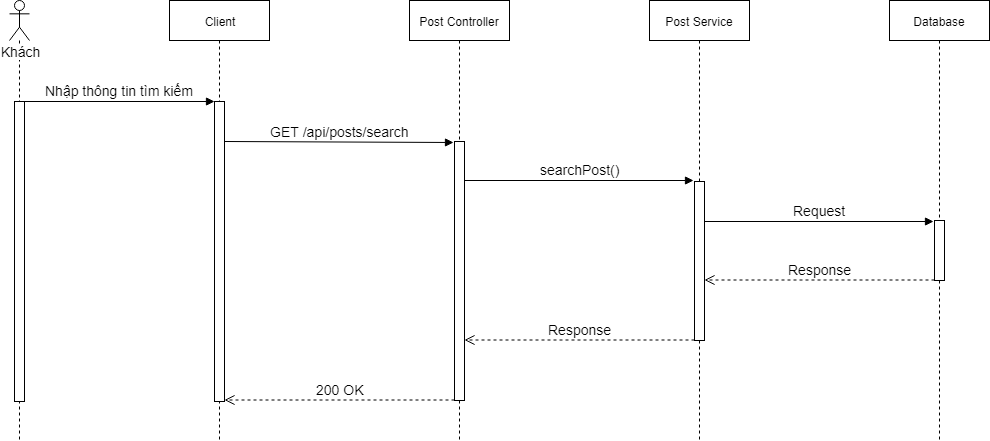 Client
Post Controller
Post Service
Database
Khách
Nhập thông tin tìm kiếm
GET /api/posts/search
searchPost()
Request
Response
Response
200 OK